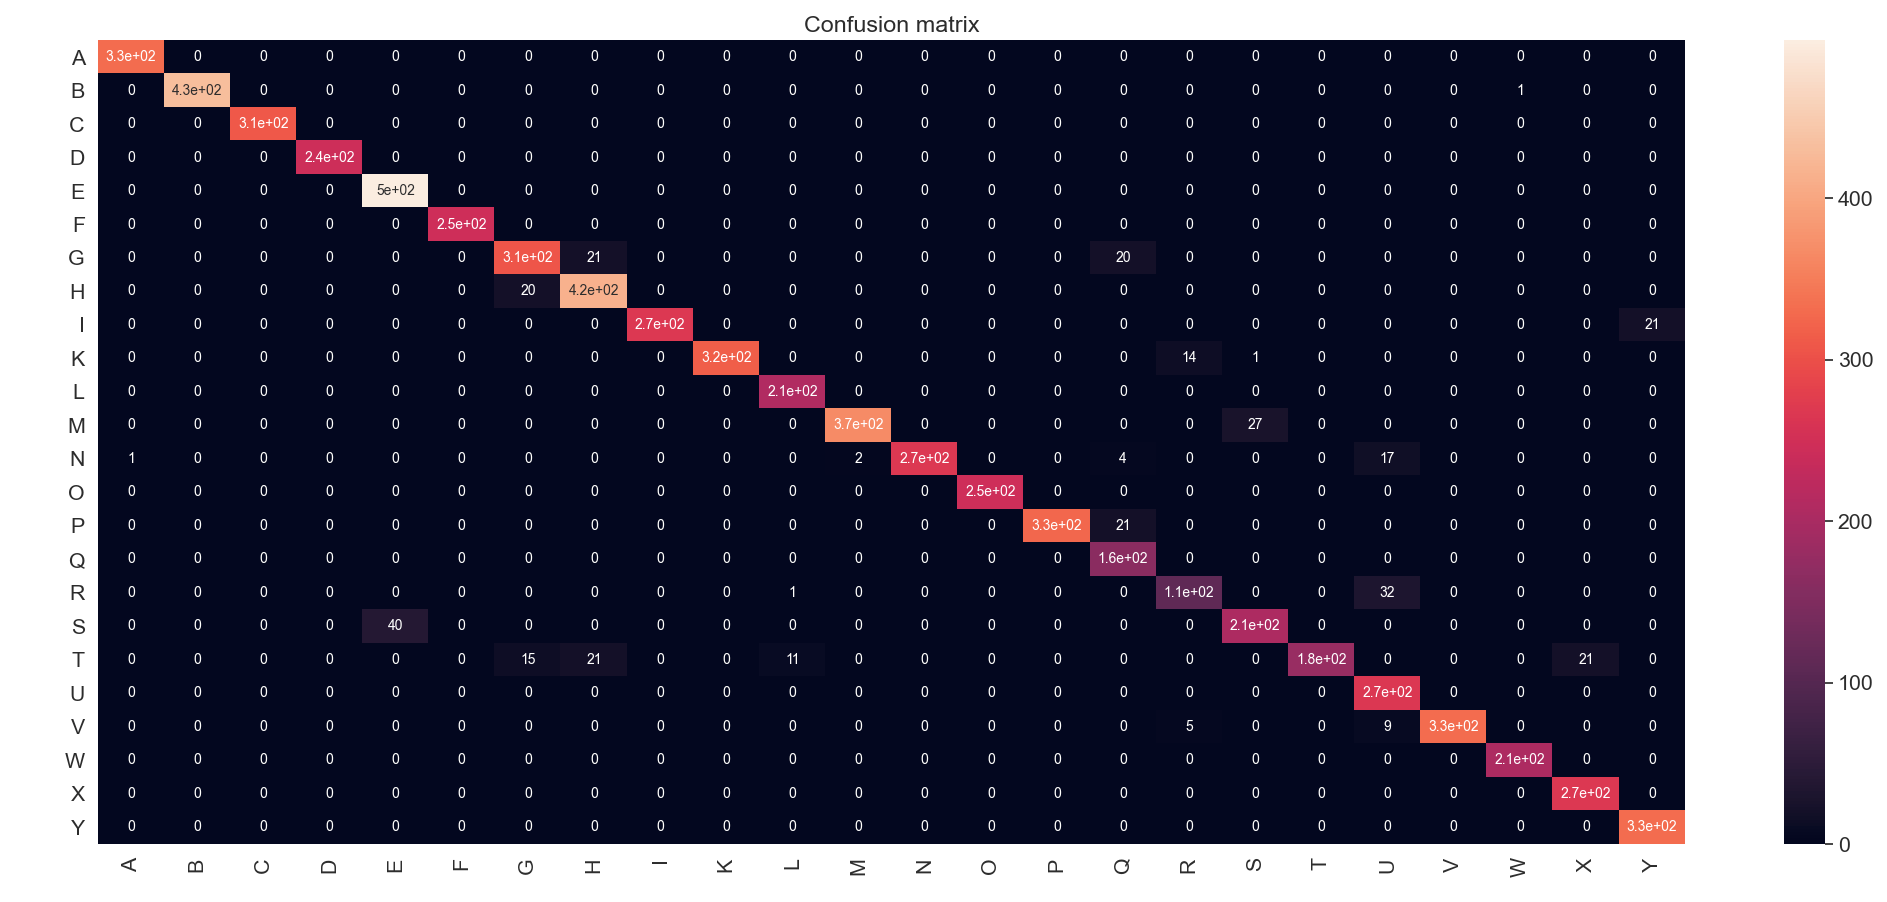 Confusion matrix
A 3.3e+02 0 0 0 0 0 0 0 0 0 0 0 0 0 0 0 0 0 0 0 0 0 0 0
B 0 4.3e+02 0 0 0 0 0 0 0 0 0 0 0 0 0 0 0 0 0 0 0 1 0 0
C 0 0 3.1e+02 0 0 0 0 0 0 0 0 0 0 0 0 0 0 0 0 0 0 0 0 0
D 0 0 0 2.4e+02 0 0 0 0 0 0 0 0 0 0 0 0 0 0 0 0 0 0 0 0
E 0 0 0 0 5e+02 0 0 0 0 0 0 0 0 0 0 0 0 0 0 0 0 0 0 0
F 0 0 0 0 0 2.5e+02 0 0 0 0 0 0 0 0 0 0 0 0 0 0 0 0 0 0 400
G 0 0 0 0 0 0 3.1e+02 21 0 0 0 0 0 0 0 20 0 0 0 0 0 0 0 0
H 0 0 0 0 0 0 20 4.2e+02 0 0 0 0 0 0 0 0 0 0 0 0 0 0 0 0
I 0 0 0 0 0 0 0 0 2.7e+02 0 0 0 0 0 0 0 0 0 0 0 0 0 0 21
K 0 0 0 0 0 0 0 0 0 3.2e+02 0 0 0 0 0 0 14 1 0 0 0 0 0 0 300
L 0 0 0 0 0 0 0 0 0 0 2.1e+02 0 0 0 0 0 0 0 0 0 0 0 0 0
M 0 0 0 0 0 0 0 0 0 0 0 3.7e+02 0 0 0 0 0 27 0 0 0 0 0 0
N 1 0 0 0 0 0 0 0 0 0 0 2 2.7e+02 0 0 4 0 0 0 17 0 0 0 0
O 0 0 0 0 0 0 0 0 0 0 0 0 0 2.5e+02 0 0 0 0 0 0 0 0 0 0
P 0 0 0 0 0 0 0 0 0 0 0 0 0 0 3.3e+02 21 0 0 0 0 0 0 0 0 200
Q 0 0 0 0 0 0 0 0 0 0 0 0 0 0 0 1.6e+02 0 0 0 0 0 0 0 0
R 0 0 0 0 0 0 0 0 0 0 1 0 0 0 0 0 1.1e+02 0 0 32 0 0 0 0
S 0 0 0 0 40 0 0 0 0 0 0 0 0 0 0 0 0 2.1e+02 0 0 0 0 0 0
T 0 0 0 0 0 0 15 21 0 0 11 0 0 0 0 0 0 0 1.8e+02 0 0 0 21 0
U 0 0 0 0 0 0 0 0 0 0 0 0 0 0 0 0 0 0 0 2.7e+02 0 0 0 0 100
V 0 0 0 0 0 0 0 0 0 0 0 0 0 0 0 0 5 0 0 9 3.3e+02 0 0 0
W 0 0 0 0 0 0 0 0 0 0 0 0 0 0 0 0 0 0 0 0 0 2.1e+02 0 0
X 0 0 0 0 0 0 0 0 0 0 0 0 0 0 0 0 0 0 0 0 0 0 2.7e+02 0
Y 0 0 0 0 0 0 0 0 0 0 0 0 0 0 0 0 0 0 0 0 0 0 0 3.3e+02 0
A B C D E F G H I K L M N O P Q R S T U V W X Y